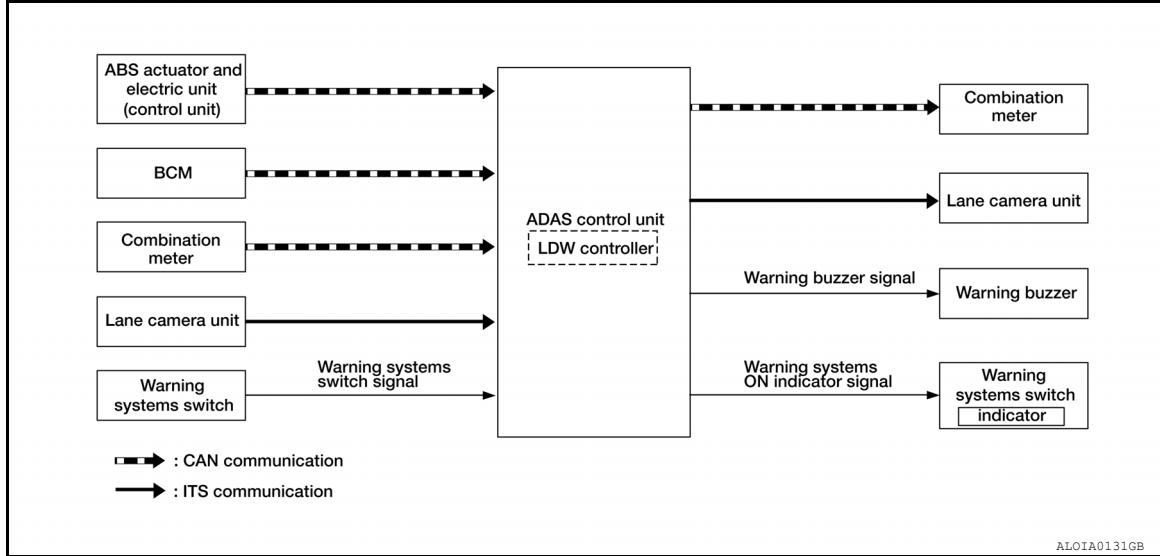 ABS actuator and
electric unit
(control unit)
BCM
Combination
meter
Lane camera unit
Warning
systems switch
Warning systems
switch signal
ADAS control unit
LDW controller
Combination
meter
Lane camera unit
Warning buzzer signal
Warning buzzer
Warning systems
ON indicator signal
Warning
systems switch
indicator
: CAN communication
: ITS communication
ALOIA0131GB